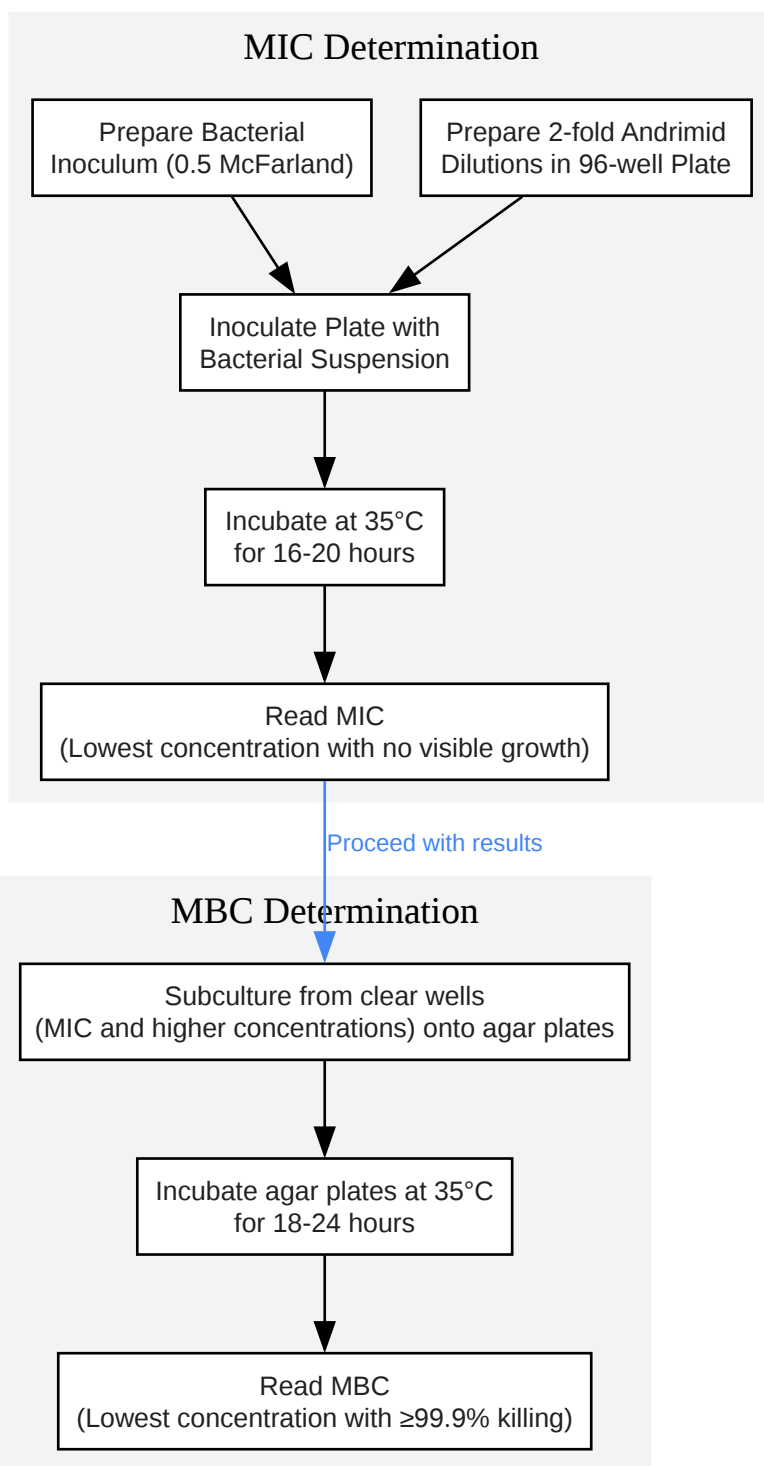 MIC Determination
Prepare Bacterial
Inoculum (0.5 McFarland)
Prepare 2-fold Andrimid
Dilutions in 96-well Plate
Inoculate Plate with
Bacterial Suspension
Incubate at 35°C
for 16-20 hours
Read MIC
(Lowest concentration with no visible growth)
Proceed with results
MBC Determination
Subculture from clear wells
(MIC and higher concentrations) onto agar plates
Incubate agar plates at 35°C
for 18-24 hours
Read MBC
(Lowest concentration with ≥99.9% killing)